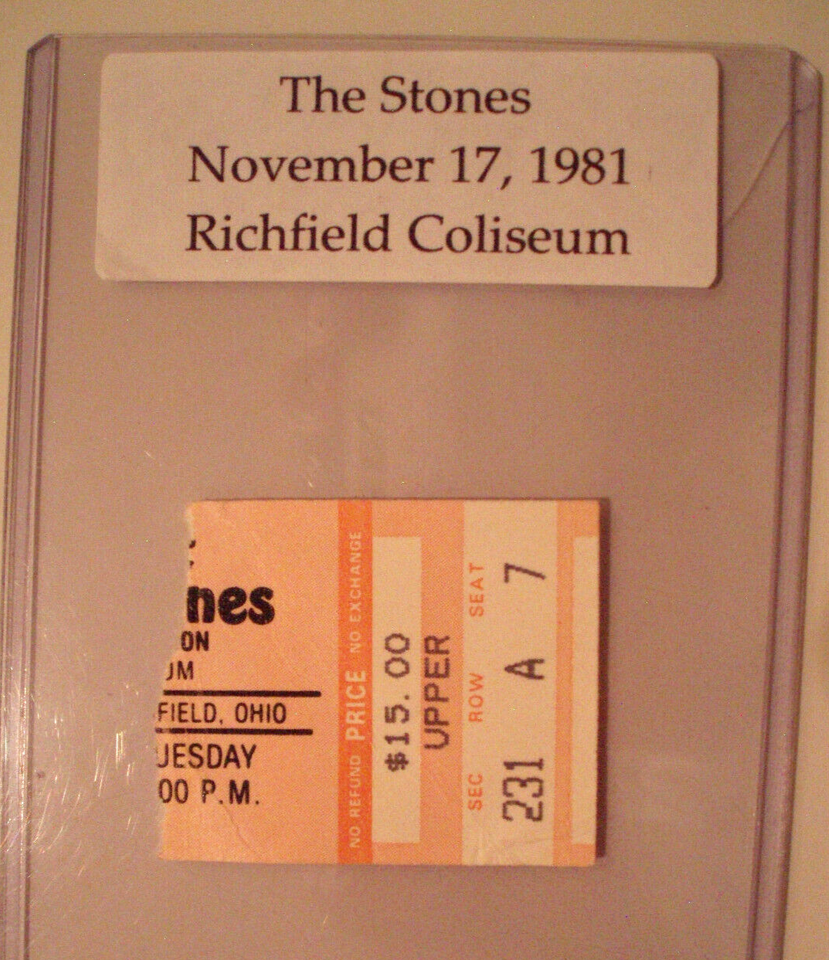 The Stones
November 17, 1981
Richfield Coliseum
nes
ON
UM
FIELD, OHIO
UESDAY
00 P.M.
NO REFUND PRICE NO EXCHANGE
$15.00
UPPER
SEC ROW SEAT
231 A 7